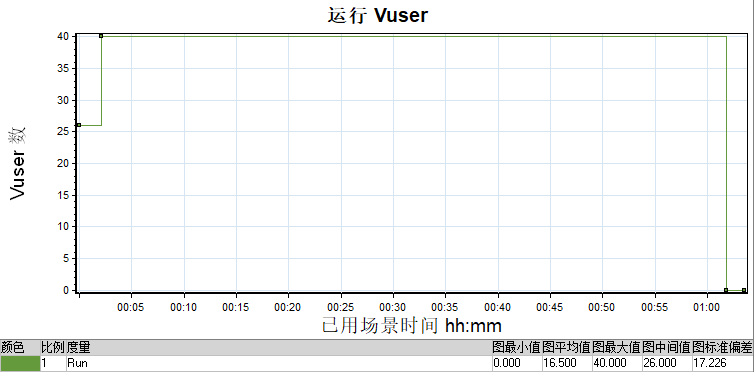 运行 Vuser
Vuser 数
40
35
30
25
20
15
10
5
0
00:05 00:10 00:15 00:20 00:25 00:30 00:35 00:40 00:45 00:50 00:55 01:00
已用场景时间 hh:mm
颜色 比例 度量 图最小值 图平均值 图最大值 图中间值 图标准偏差
1 Run 0.000 16.500 40.000 26.000 17.226